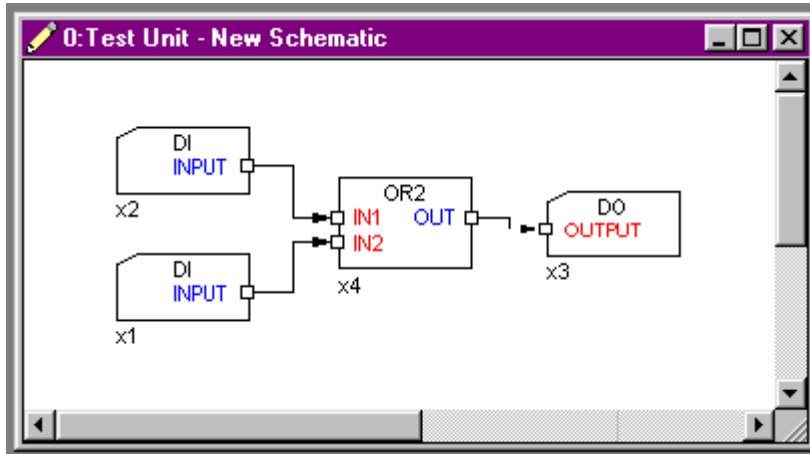 0:Test Unit - New Schematic
DI
INPUT
x2
OR2
IN1 OUT
IN2
x4
DO
OUTPUT
x3
DI
INPUT
x1